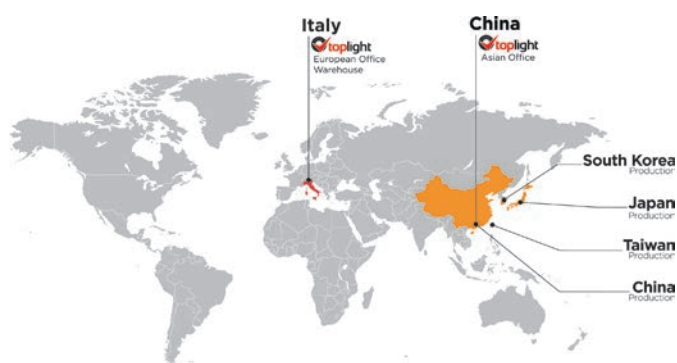 Italy
toplight
European Office
Warehouse
China
toplight
Asian Office
South Korea
Production
Japan
Production
Taiwan
Production
China
Production